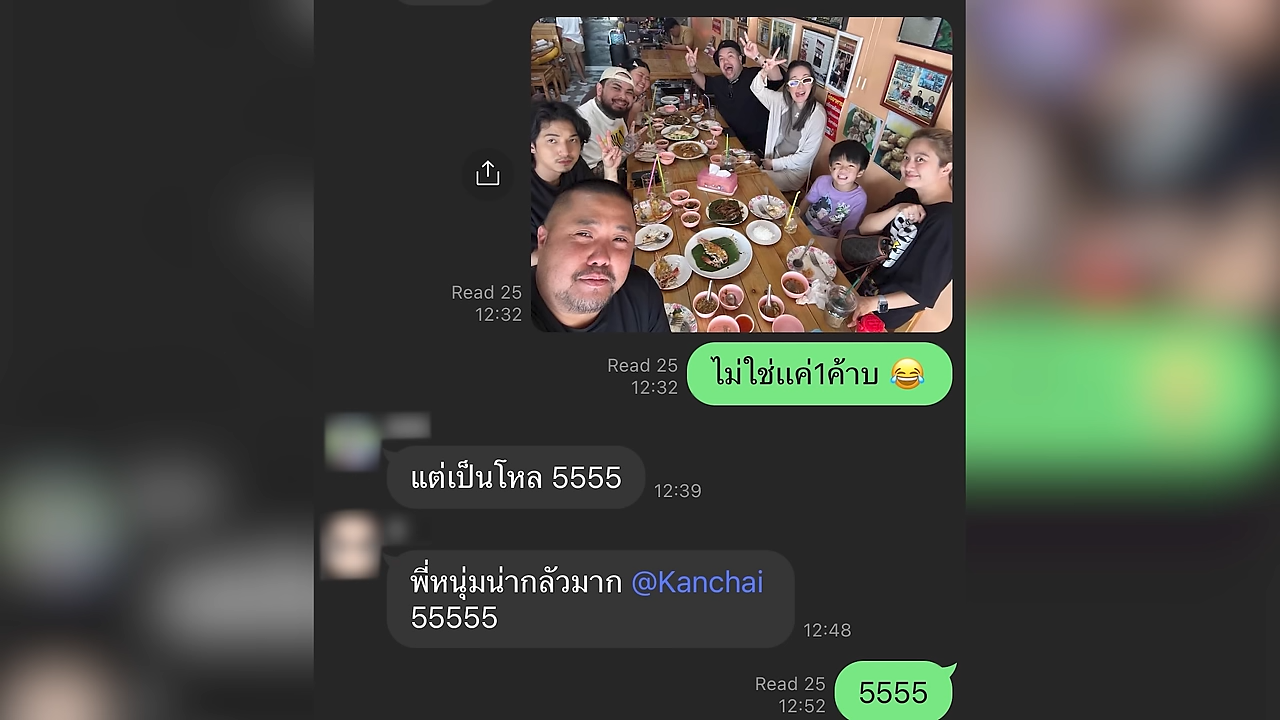 Read 25
12:32
Read 25
12:32
ไม่ใช่แค่1ค้าบ 😂
แต่เป็นโหล 5555
12:39
พี่หนุ่มน่ากลัวมาก @Kanchai
55555
12:48
Read 25
12:52
5555